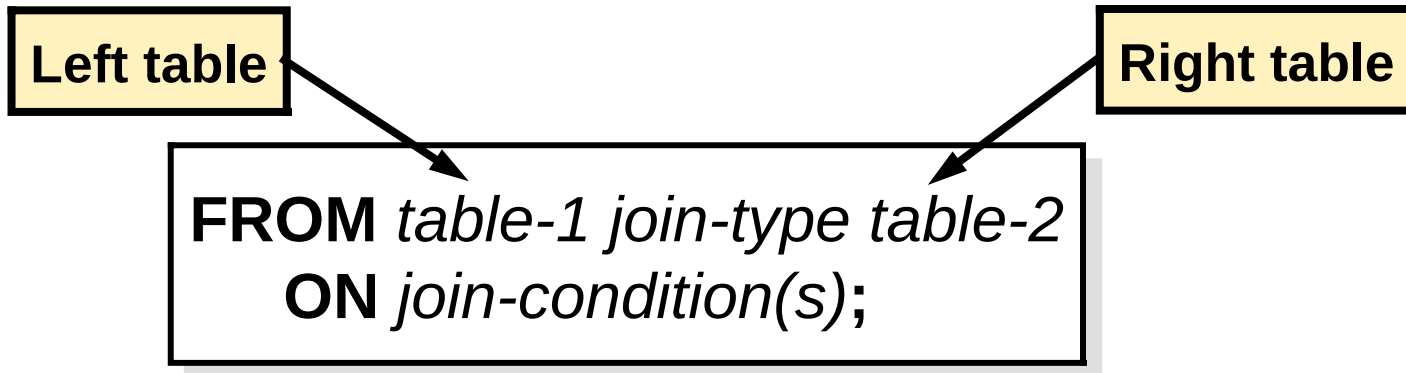 Left table
Right table
FROM table-1 join-type table-2
ON join-condition(s);